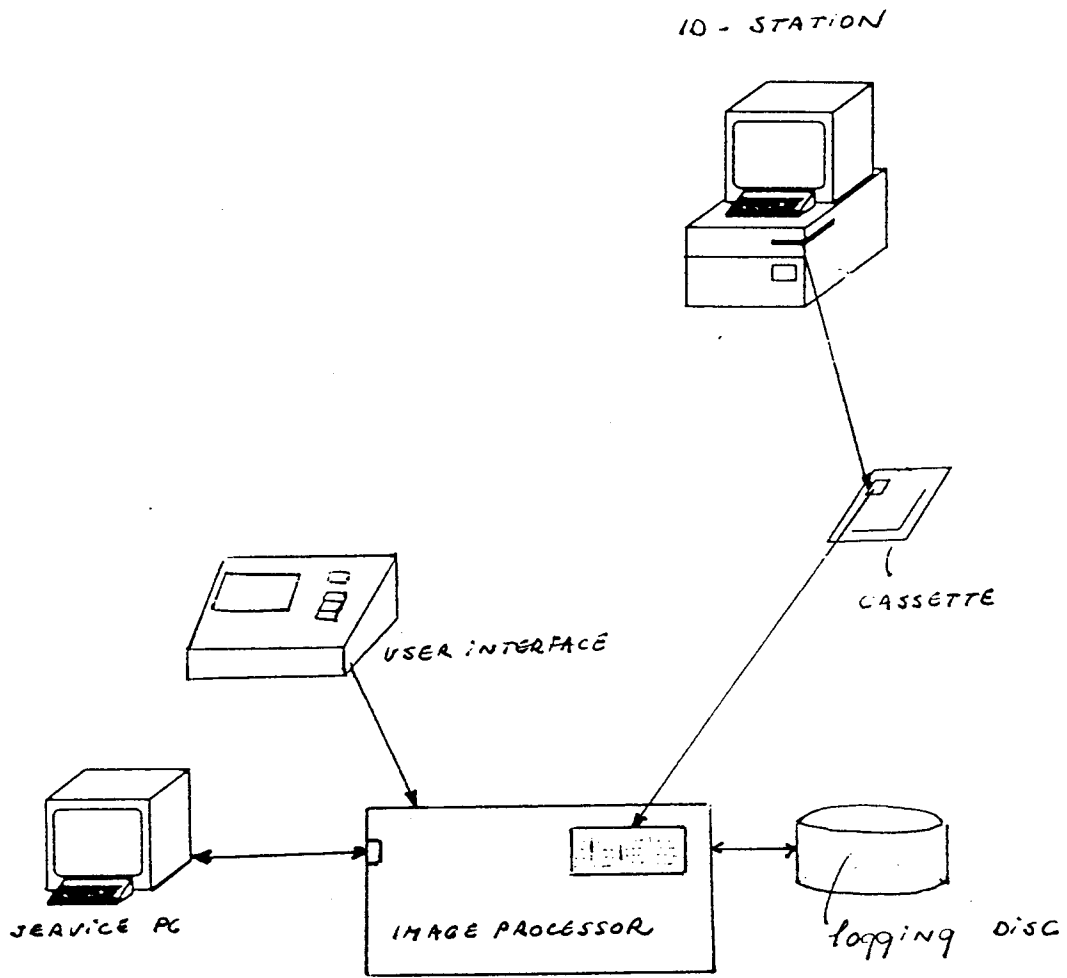 ID - STATION
CASSETTE
USER INTERFACE
SERVICE PC
IMAGE PROCESSOR
logging DISC